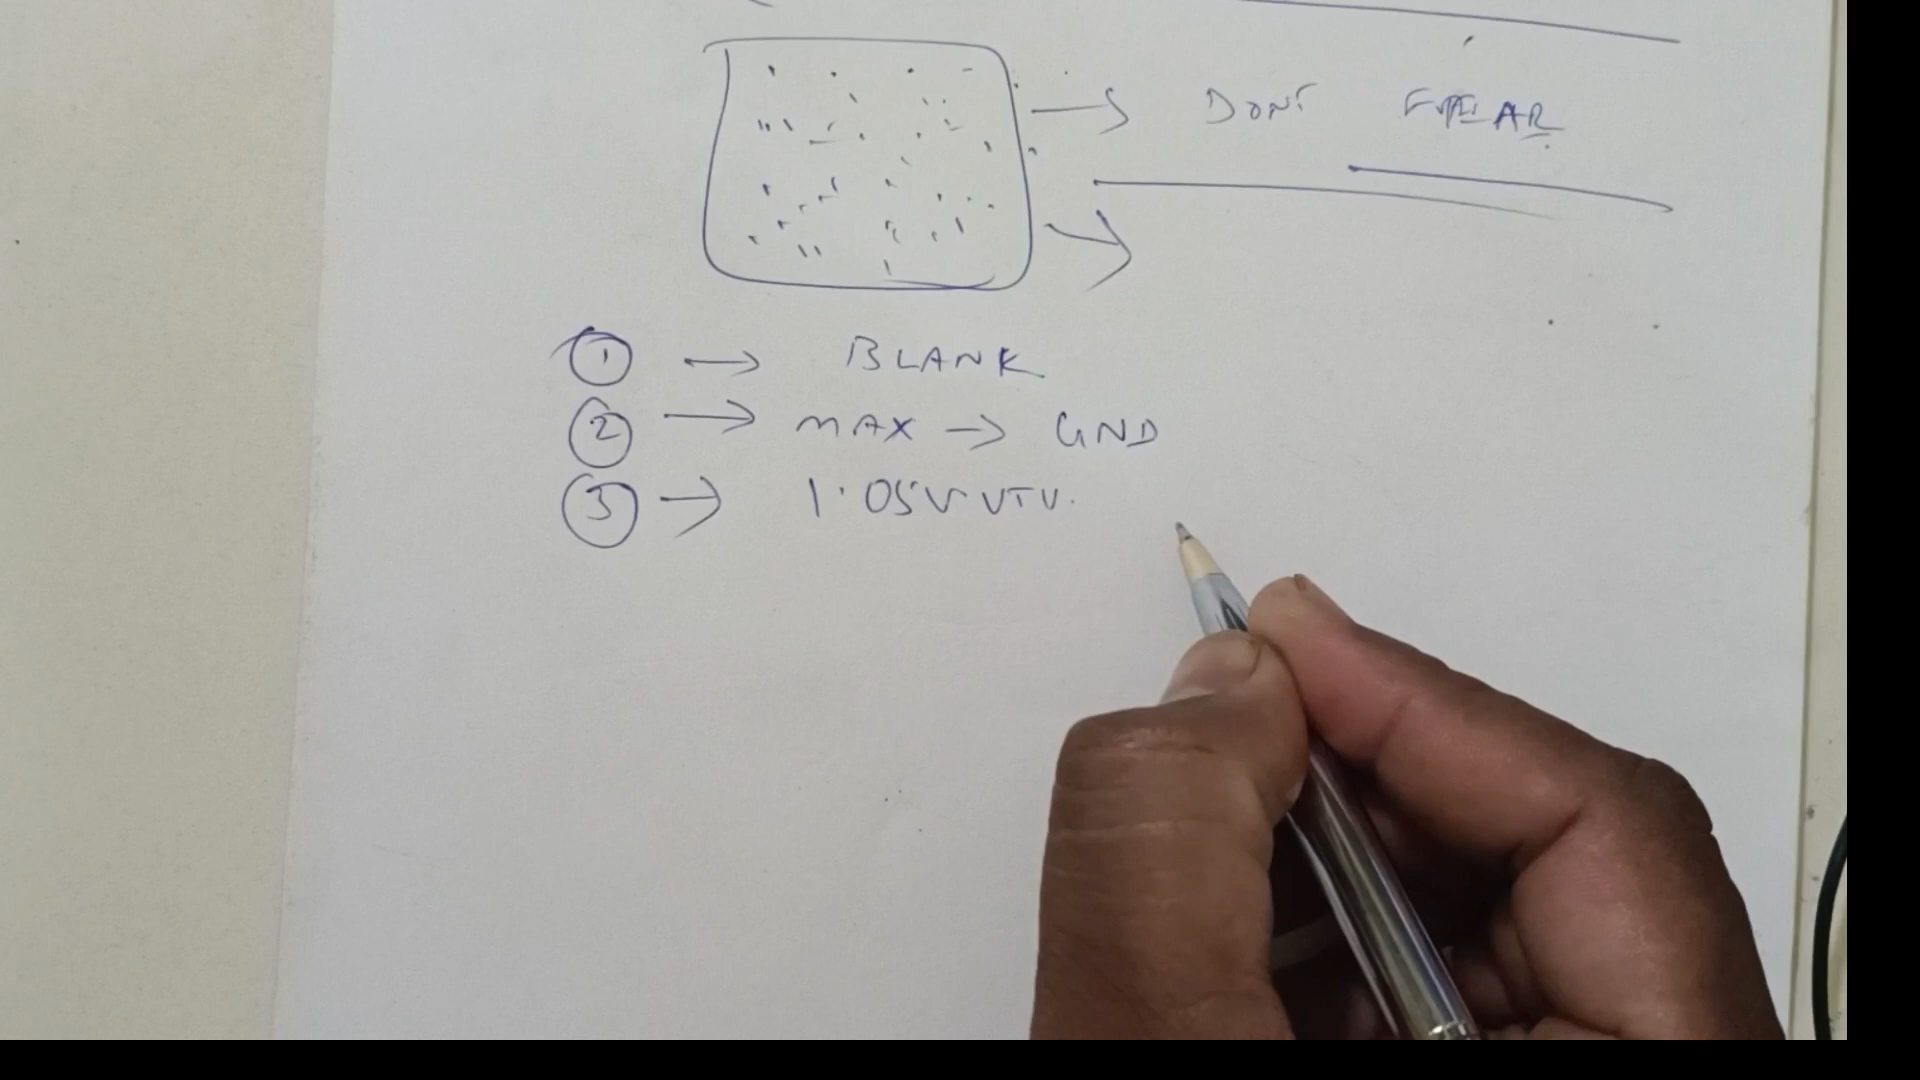 → DONT FEAR
→
① → BLANK
② → MAX → GND
③ → 1.05V VTV.